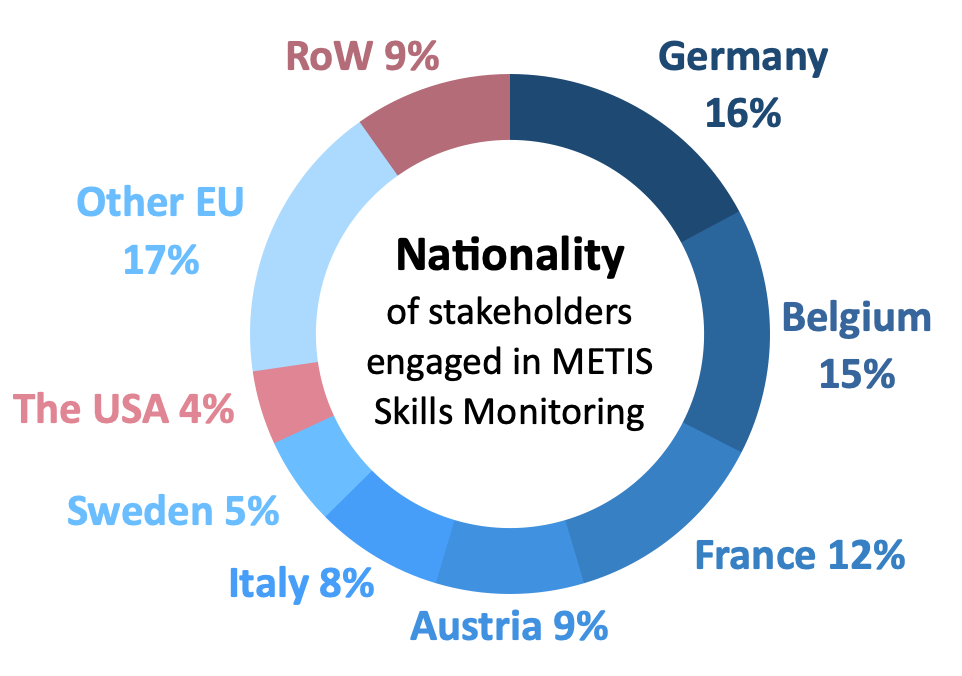 Nationality
of stakeholders
engaged in METIS
Skills Monitoring
Germany
16%
Belgium
15%
France 12%
Austria 9%
Italy 8%
Sweden 5%
The USA 4%
Other EU
17%
RoW 9%